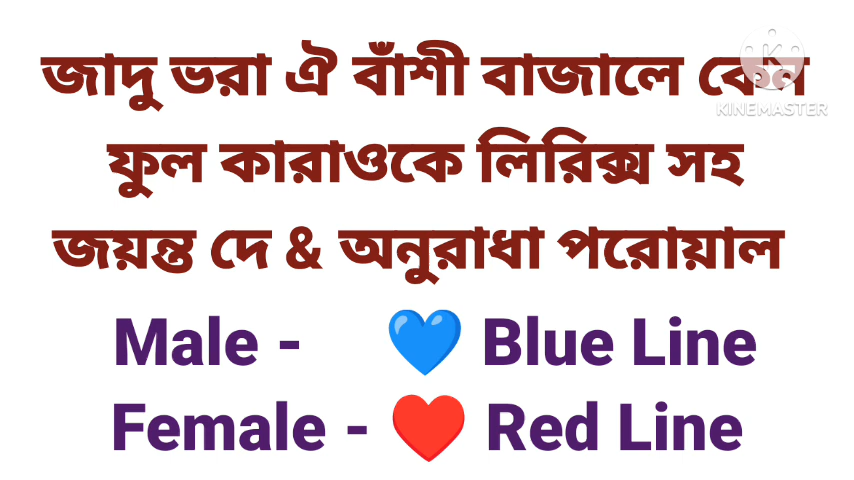 জাদু ভরা ঐ বাঁশী বাজালে কেন
ফুল কারাওকে লিরিক্স সহ
জয়ন্ত দে & অনুরাধা পরোয়াল
Male - 💙 Blue Line
Female - ❤️ Red Line
KINEMASTER